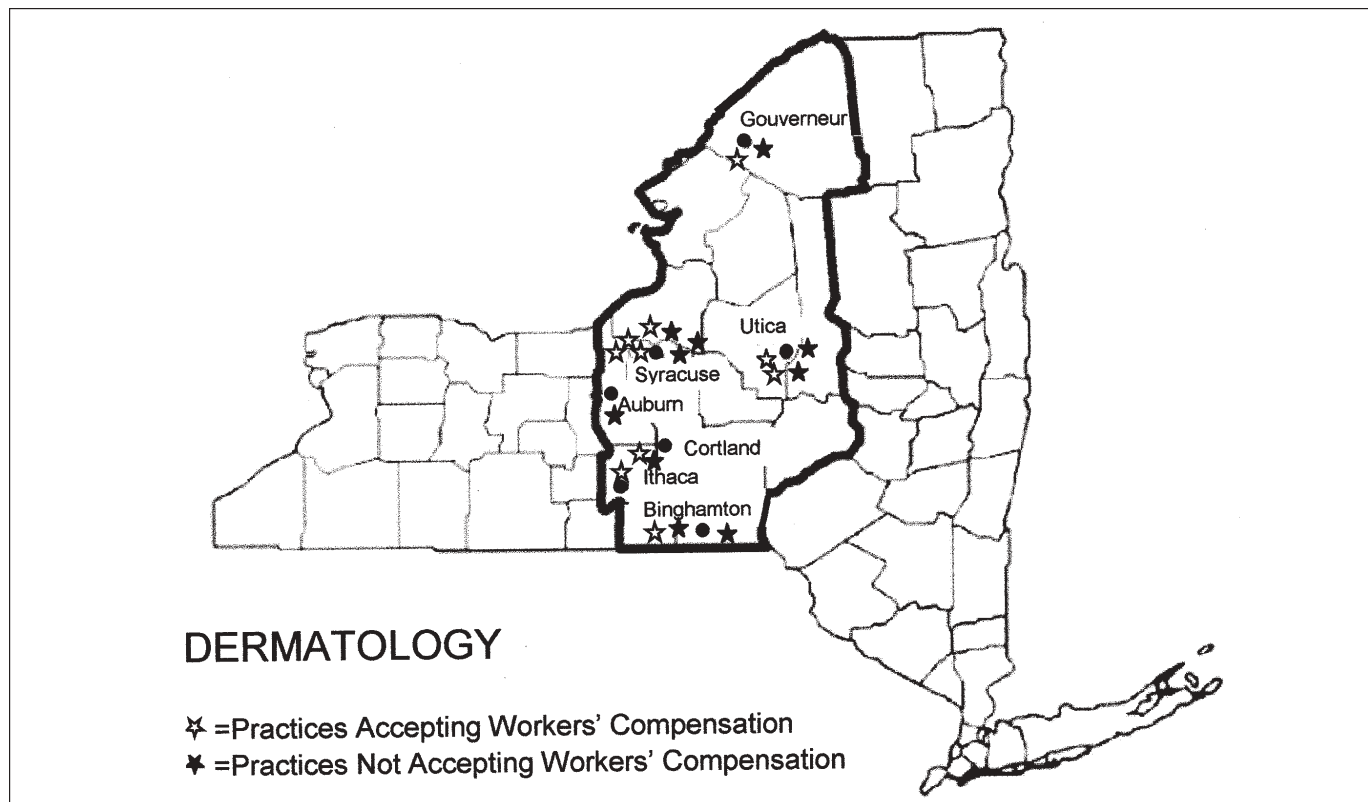 Gouverneur
Utica
Syracuse
Auburn
Cortland
Ithaca
Binghamton
DERMATOLOGY
☆ =Practices Accepting Workers' Compensation
★ =Practices Not Accepting Workers' Compensation